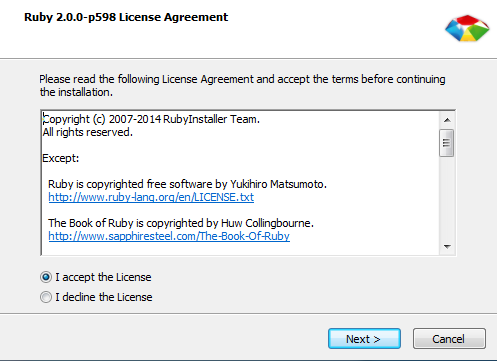 Ruby 2.0.0-p598 License Agreement
Please read the following License Agreement and accept the terms before continuing
the installation.
Copyright (c) 2007-2014 RubyInstaller Team.
All rights reserved.
Except:
Ruby is copyrighted free software by Yukihiro Matsumoto.
http://www.ruby-lang.org/en/LICENSE.txt
The Book of Ruby is copyrighted by Huw Collingbourne.
http://www.sapphiresteel.com/The-Book-Of-Ruby
I accept the License
I decline the License
Next >
Cancel